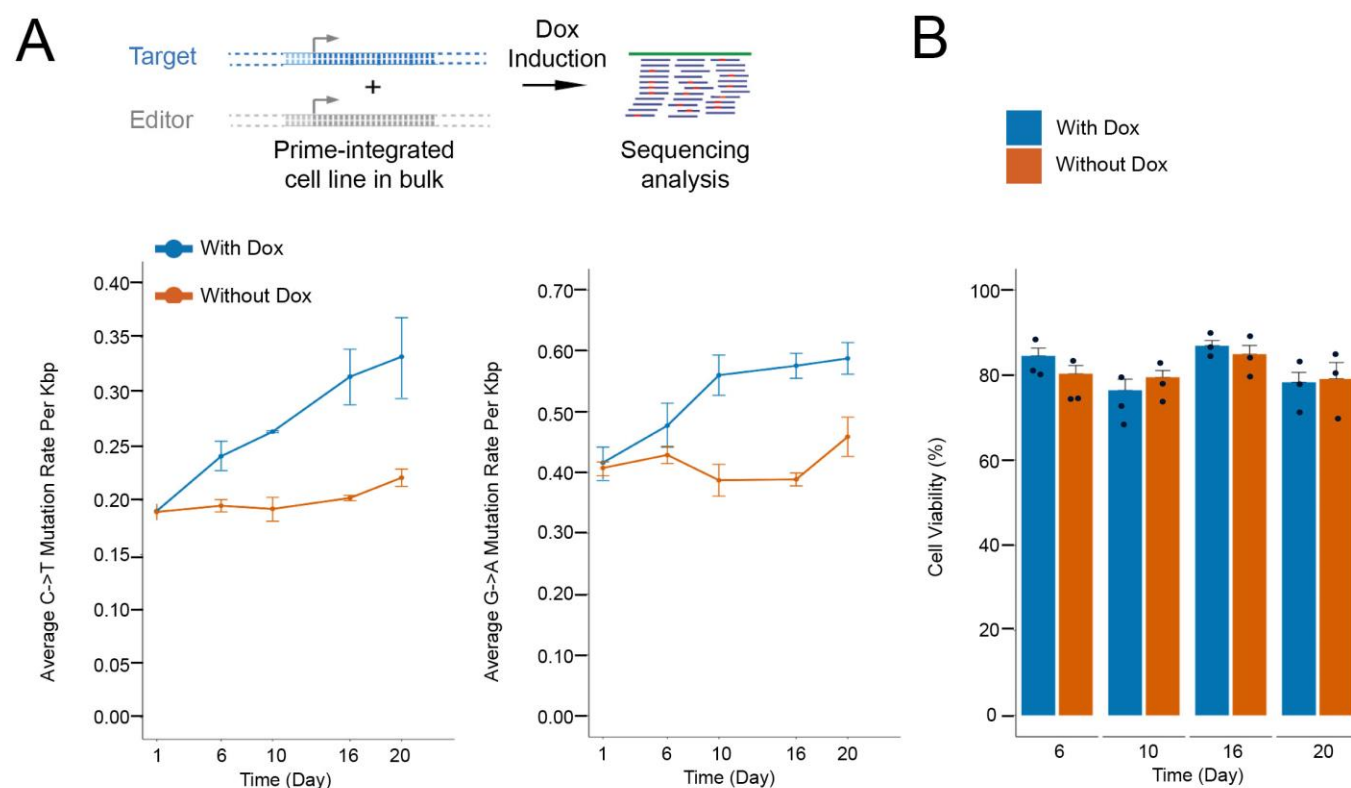 A
Target
+
Editor
Prime-integrated
cell line in bulk
Dox
Induction
Sequencing
analysis
With Dox
Without Dox
Average C->T Mutation Rate Per Kbp
0.40
0.35
0.30
0.25
0.20
0.15
0.10
0.05
0.00
1 6 10 16 20
Time (Day)
Average G->A Mutation Rate Per Kbp
0.70
0.60
0.50
0.40
0.30
0.20
0.10
0.00
1 6 10 16 20
Time (Day)
B
With Dox
Without Dox
Cell Viability (%)
100
80
60
40
20
0
6 10 16 20
Time (Day)